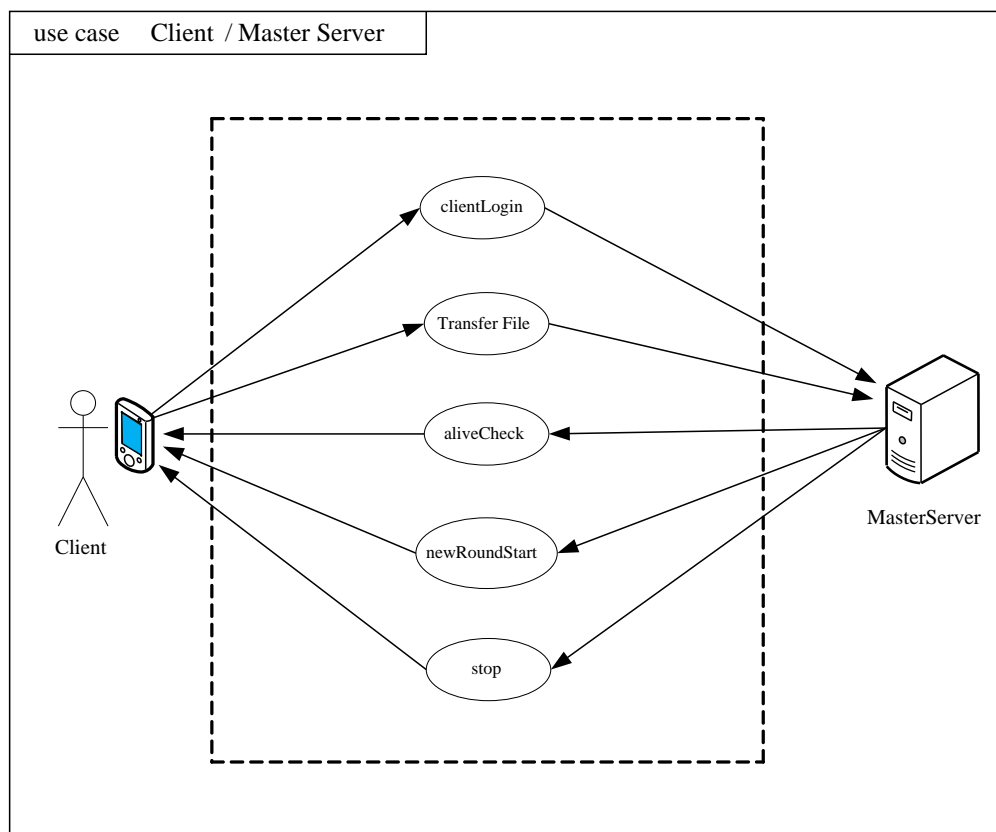 use case Client / Master Server
clientLogin
Transfer File
aliveCheck
newRoundStart
stop
Client
MasterServer